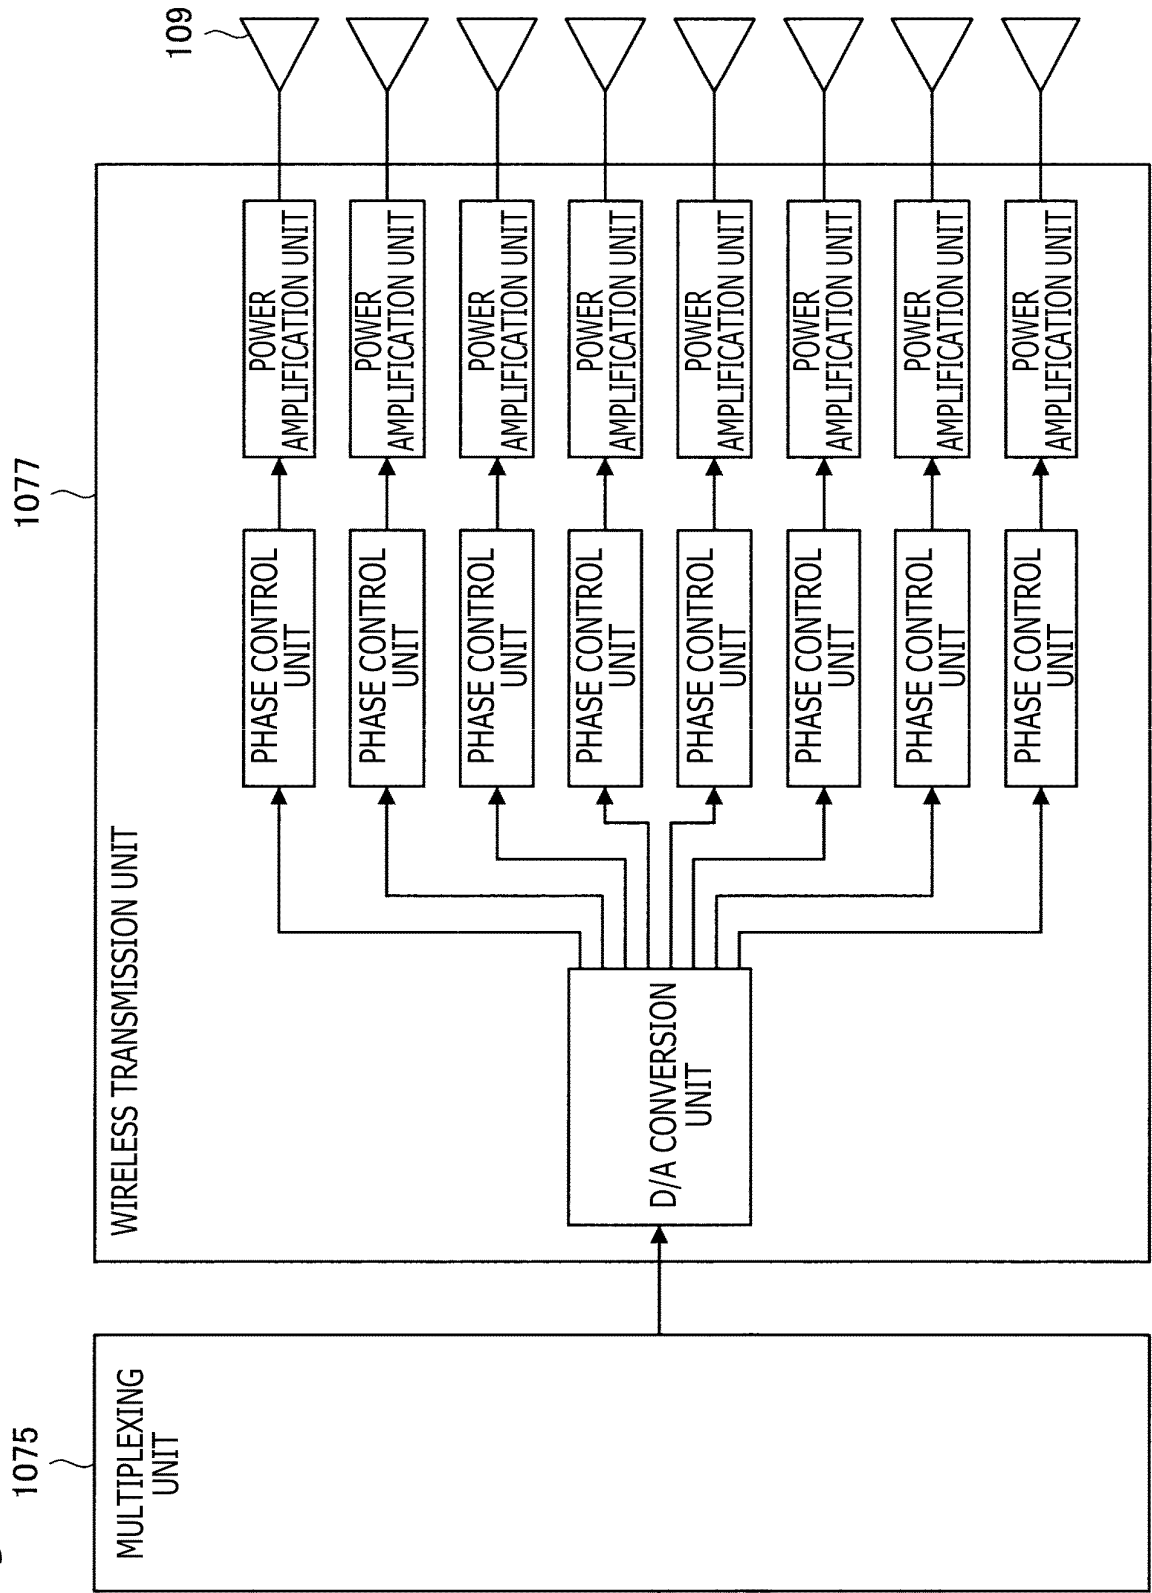 1075
MULTIPLEXING
UNIT
1077
WIRELESS TRANSMISSION UNIT
D/A CONVERSION
UNIT
PHASE CONTROL
UNIT
POWER
AMPLIFICATION UNIT
109
PHASE CONTROL
UNIT
POWER
AMPLIFICATION UNIT
PHASE CONTROL
UNIT
POWER
AMPLIFICATION UNIT
PHASE CONTROL
UNIT
POWER
AMPLIFICATION UNIT
PHASE CONTROL
UNIT
POWER
AMPLIFICATION UNIT
PHASE CONTROL
UNIT
POWER
AMPLIFICATION UNIT
PHASE CONTROL
UNIT
POWER
AMPLIFICATION UNIT
PHASE CONTROL
UNIT
POWER
AMPLIFICATION UNIT